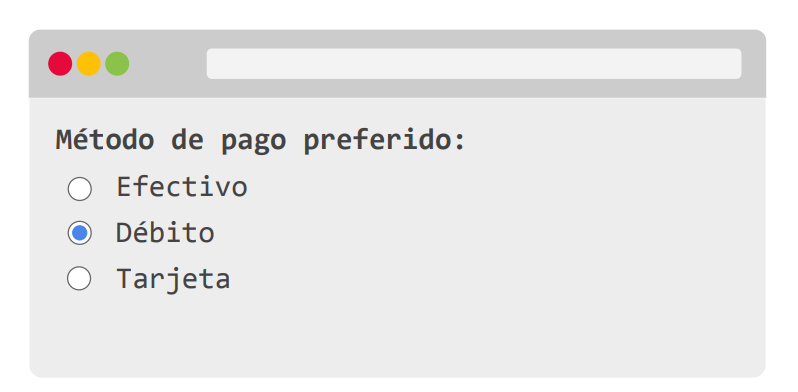 Método de pago preferido:
Efectivo
Débito
Tarjeta